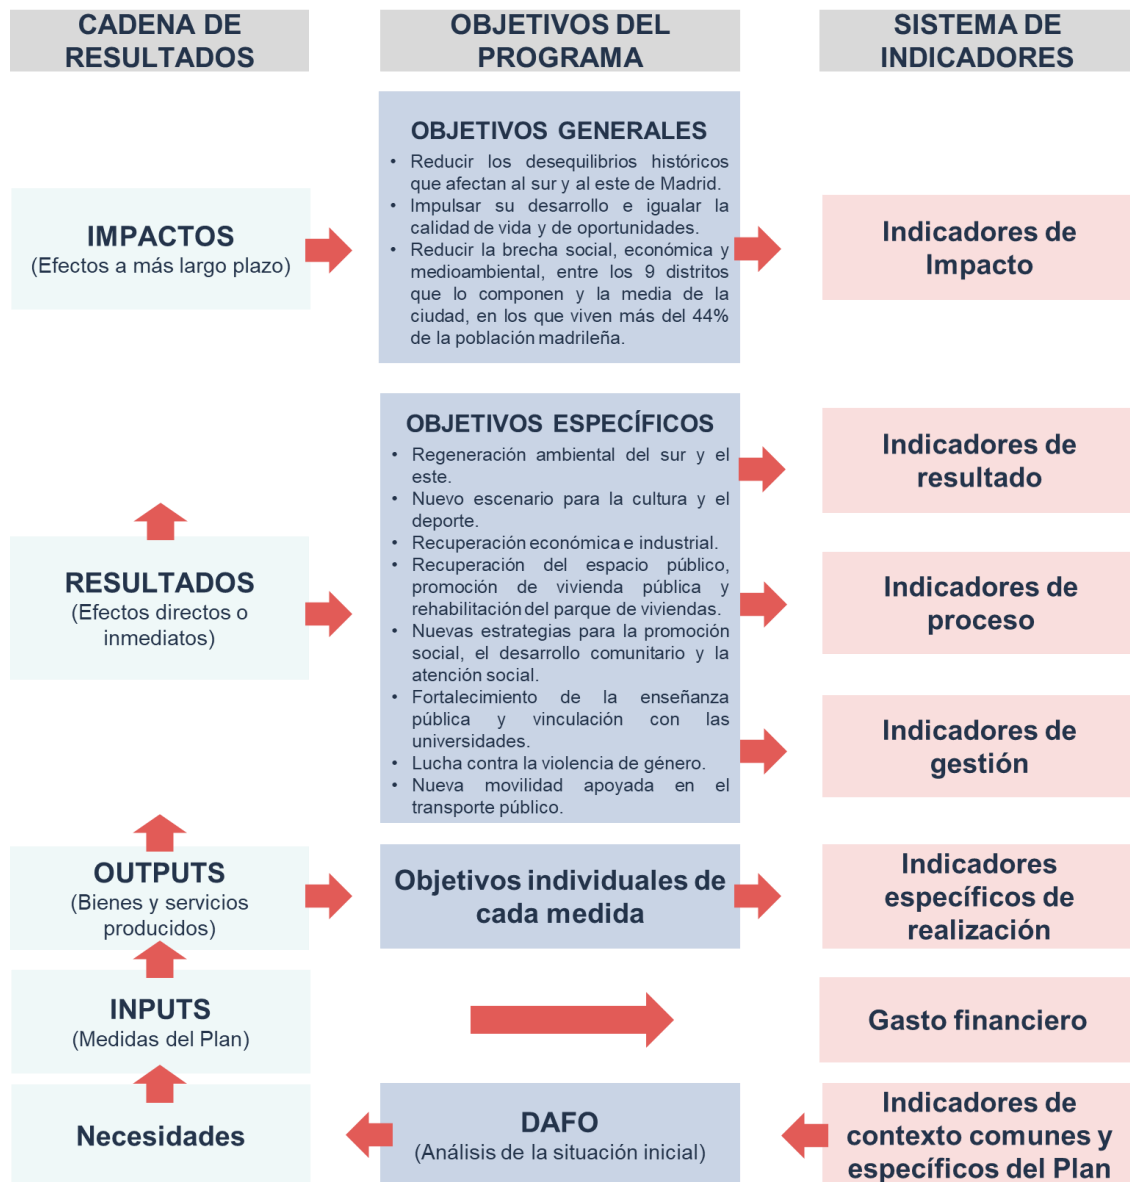 CADENA DE
RESULTADOS
OBJETIVOS DEL
PROGRAMA
SISTEMA DE
INDICADORES
IMPACTOS
(Efectos a más largo plazo)
OBJETIVOS GENERALES
• Reducir los desequilibrios históricos
que afectan al sur y al este de Madrid.
• Impulsar su desarrollo e igualar la
calidad de vida y de oportunidades.
• Reducir la brecha social, económica y
medioambiental, entre los 9 distritos
que lo componen y la media de la
ciudad, en los que viven más del 44%
de la población madrileña.
Indicadores de
Impacto
RESULTADOS
(Efectos directos o
inmediatos)
OBJETIVOS ESPECÍFICOS
• Regeneración ambiental del sur y el
este.
• Nuevo escenario para la cultura y el
deporte.
• Recuperación económica e industrial.
• Recuperación del espacio público,
promoción de vivienda pública y
rehabilitación del parque de viviendas.
• Nuevas estrategias para la promoción
social, el desarrollo comunitario y la
atención social.
• Fortalecimiento de la enseñanza
pública y vinculación con las
universidades.
• Lucha contra la violencia de género.
• Nueva movilidad apoyada en el
transporte público.
Indicadores de
resultado
Indicadores de
proceso
Indicadores de
gestión
OUTPUTS
(Bienes y servicios
producidos)
Objetivos individuales de
cada medida
Indicadores
específicos de
realización
INPUTS
(Medidas del Plan)
Gasto financiero
Necesidades
DAFO
(Análisis de la situación inicial)
Indicadores de
contexto comunes y
específicos del Plan